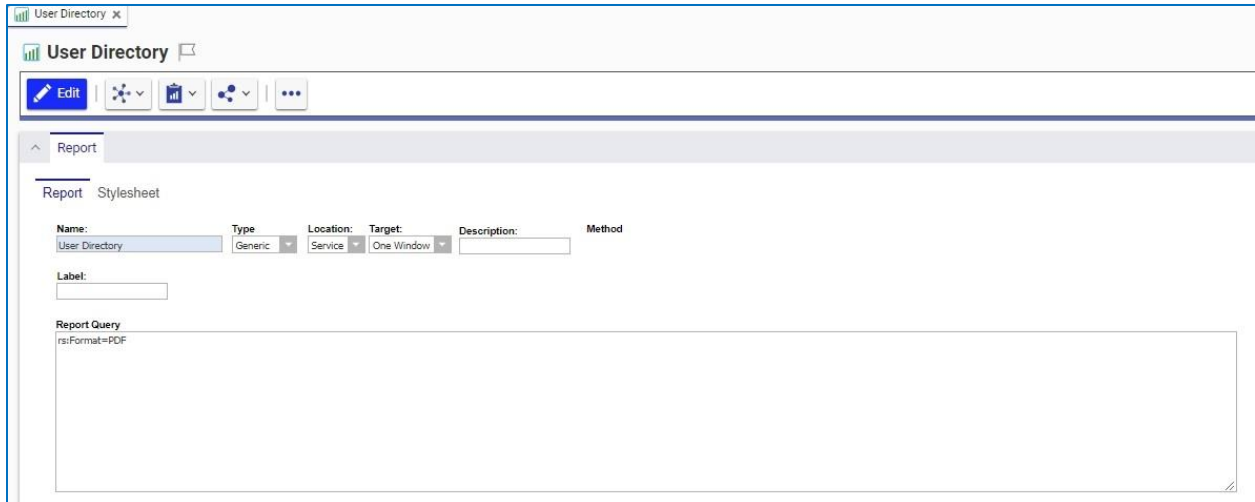 User Directory x
User Directory
Edit
Report
Report Stylesheet
Name: Type Location: Target: Description: Method
User Directory Generic Service One Window
Label:
Report Query
rs:Format=PDF